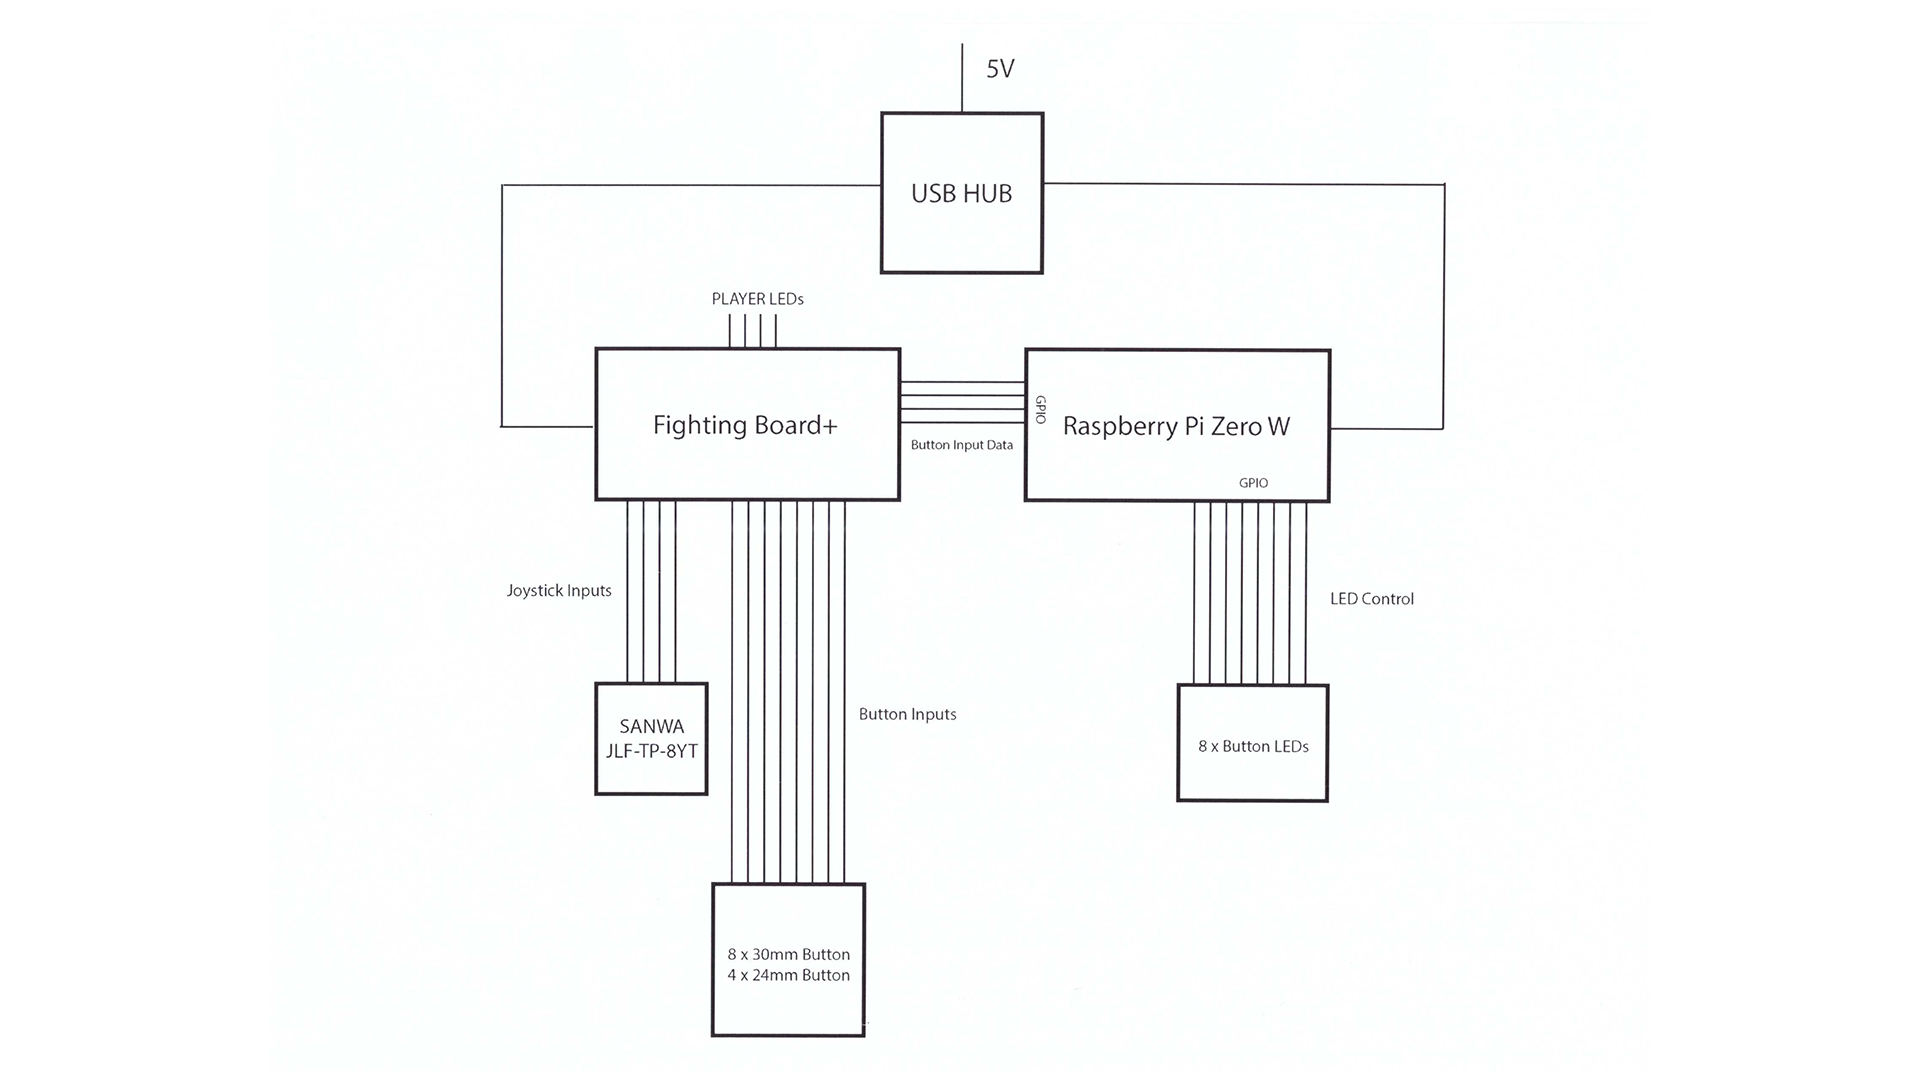 5V
USB HUB
PLAYER LEDs
Fighting Board+
GPIO
Raspberry Pi Zero W
Button Input Data
GPIO
Joystick Inputs
LED Control
SANWA
JLF-TP-8YT
Button Inputs
8 x Button LEDs
8 x 30mm Button
4 x 24mm Button